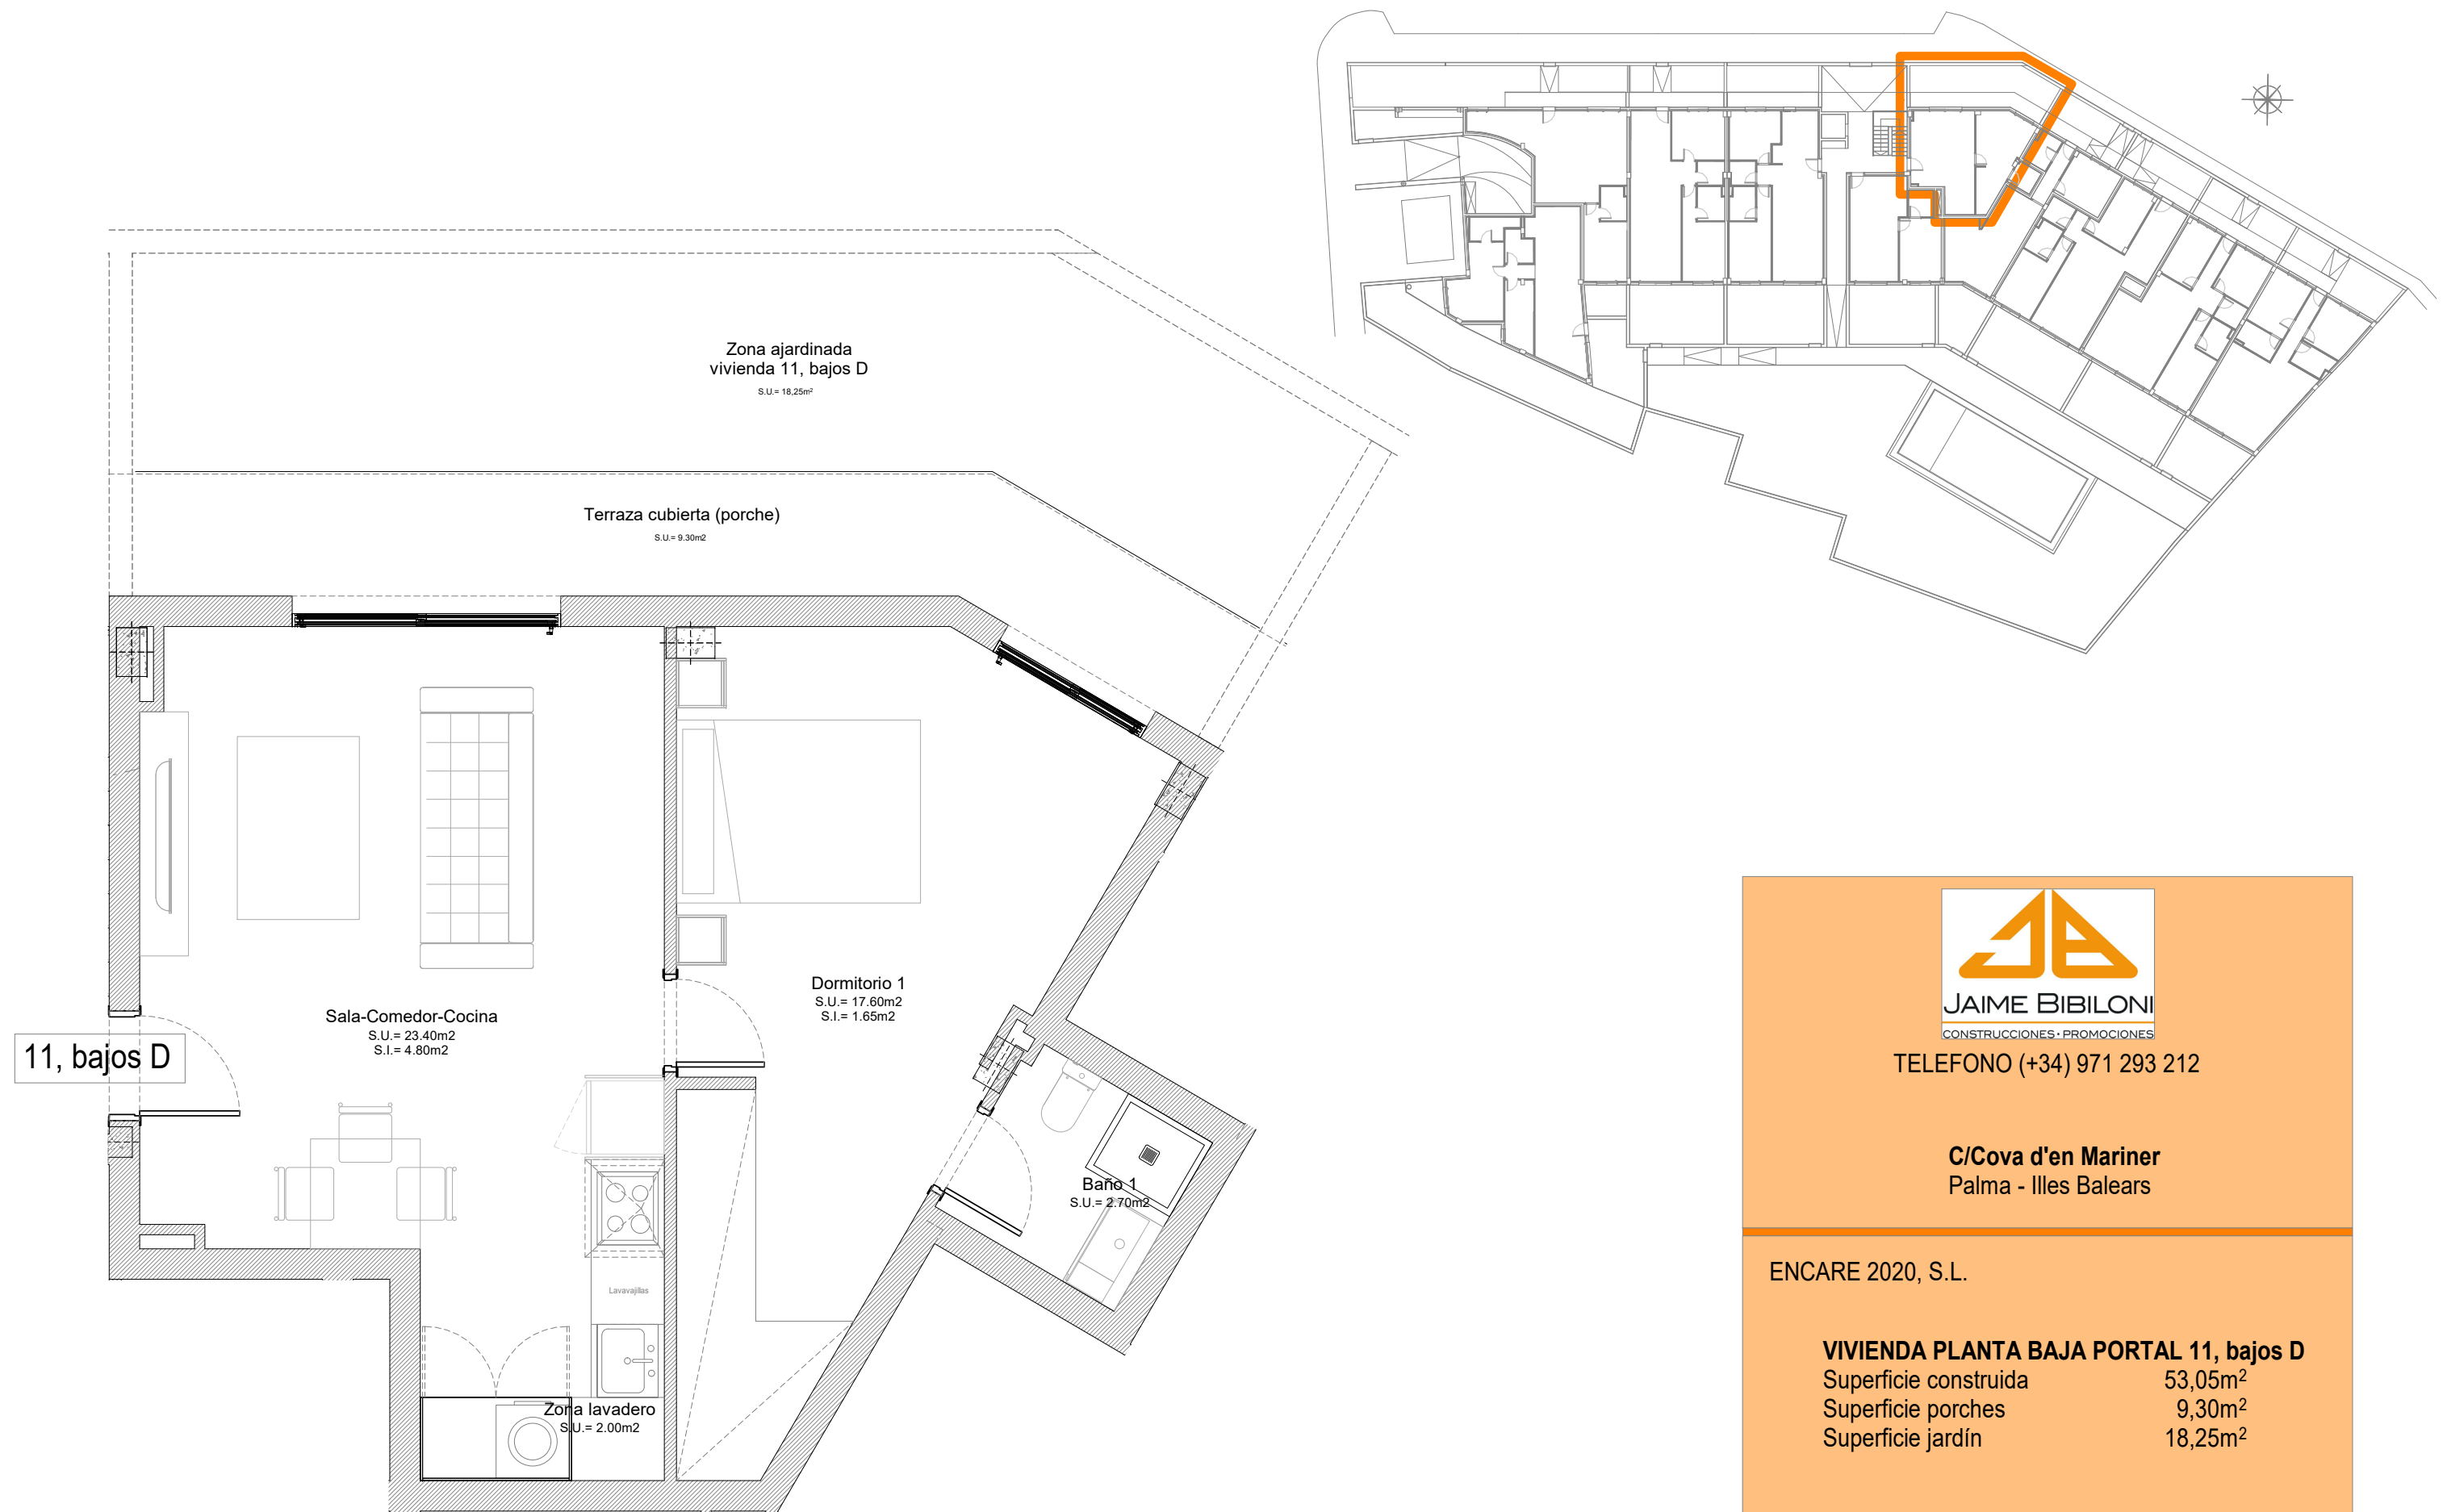 Zona ajardinada
vivienda 11, bajos D
S.U.= 18,25m²
Terraza cubierta (porche)
S.U.= 9.30m2
Dormitorio 1
S.U.= 17.60m2
S.I.= 1.65m2
Sala-Comedor-Cocina
S.U.= 23.40m2
S.I.= 4.80m2
11, bajos D
Baño 1
S.U.= 2.70m2
Lavavajillas
Zona lavadero
S.U.= 2.00m2
JAIME BIBILONI
CONSTRUCCIONES · PROMOCIONES
TELEFONO (+34) 971 293 212
C/Cova d'en Mariner
Palma - Illes Balears
ENCARE 2020, S.L.
VIVIENDA PLANTA BAJA PORTAL 11, bajos D
Superficie construida 53,05m²
Superficie porches 9,30m²
Superficie jardín 18,25m²